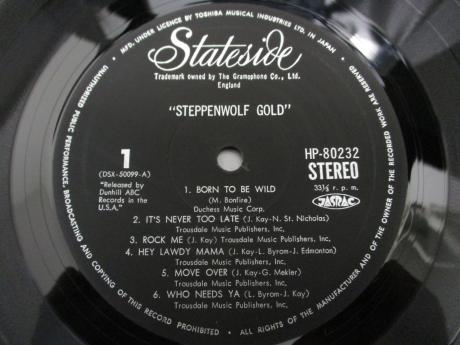 • MFD. UNDER LICENCE BY TOSHIBA MUSICAL INDUSTRIES LTD. IN JAPAN •
UNAUTHORISED PUBLIC PERFORMANCE, BROADCASTING AND COPYING OF THIS RECORD PROHIBITED • ALL RIGHTS OF THE MANUFACTURER AND OF THE OWNER OF THE RECORDED WORK ARE RESERVED
Stateside
Trademark owned by The Gramophone Co., Ltd.
England
"STEPPENWOLF GOLD"
1
(DSX-50099-A)
"Released by
Dunhill ABC
Records in the
U.S.A."
HP-80232
STEREO
33⅓ r. p. m.
JASRAC
1. BORN TO BE WILD
(M. Bonfire)
Duchess Music Corp.
2. IT'S NEVER TOO LATE (J. Kay-N. St. Nicholas)
Trousdale Music Publishers, Inc.
3. ROCK ME (J. Kay) Trousdale Music Publishers, Inc.
4. HEY LAWDY MAMA (J. Kay-L. Byrom-J. Edmonton)
Trousdale Music Publishers, Inc.
5. MOVE OVER (J. Kay-G. Mekler)
Trousdale Music Publishers, Inc.
6. WHO NEEDS YA (L. Byrom-J. Kay)
Trousdale Music Publishers, Inc.